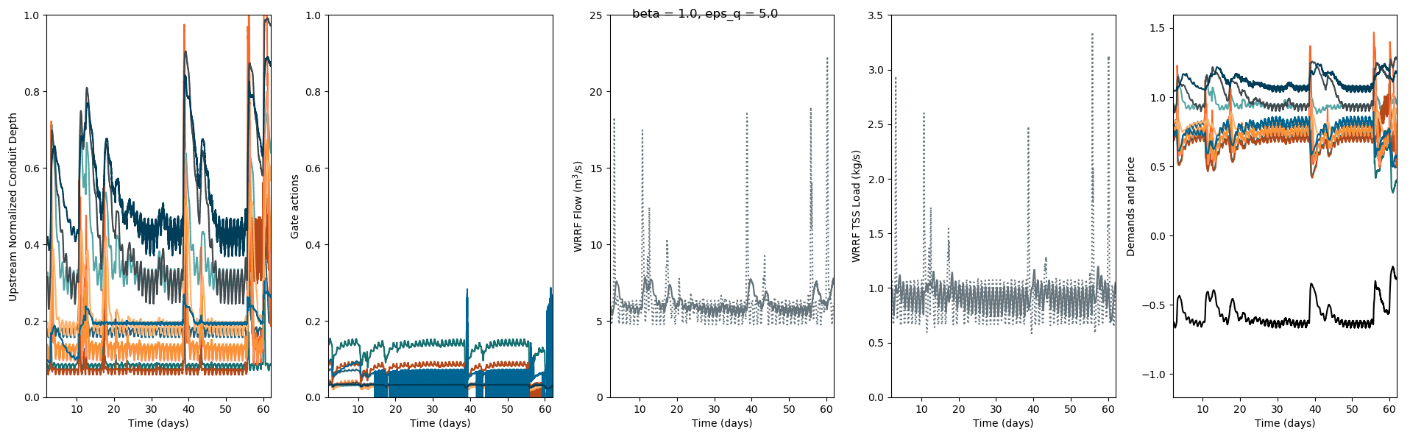 beta = 1.0, eps_q = 5.0
Upstream Normalized Conduit Depth
1.0
0.8
0.6
0.4
0.2
0.0
10 20 30 40 50 60
Time (days)
Gate actions
1.0
0.8
0.6
0.4
0.2
0.0
10 20 30 40 50 60
Time (days)
WRRF Flow (m³/s)
25
20
15
10
5
0
10 20 30 40 50 60
Time (days)
WRRF TSS Load (kg/s)
3.5
3.0
2.5
2.0
1.5
1.0
0.5
0.0
10 20 30 40 50 60
Time (days)
Demands and price
1.5
1.0
0.5
0.0
−0.5
−1.0
10 20 30 40 50 60
Time (days)